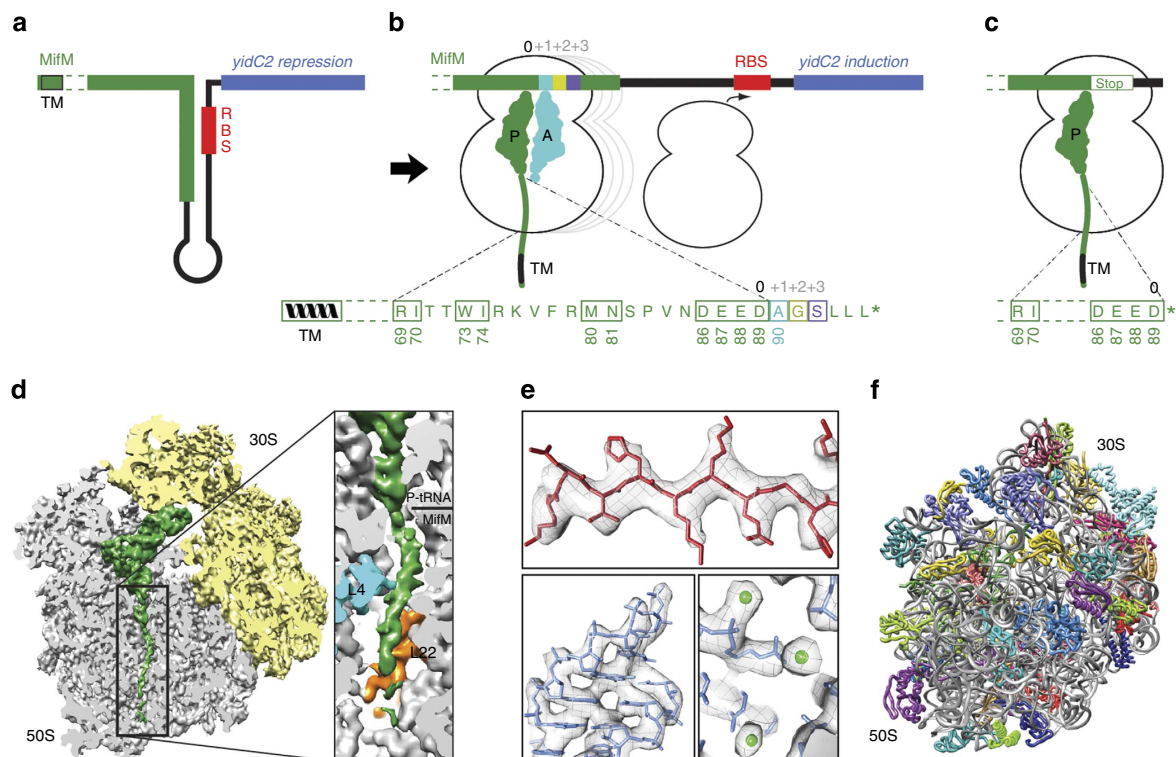 a
MifM
TM
yidC2 repression
R
B
S
b
MifM
0 +1+2+3
RBS
yidC2 induction
P
A
TM
0 +1+2+3
TM
R I T T W I R K V F R M N S P V N D E E D A G S L L L *
69 70 73 74 80 81 86 87 88 89 90
c
Stop
P
TM
0
R I D E E D *
69 70 86 87 88 89
d
30S
50S
P-tRNA
MifM
L4
L22
e
f
30S
50S